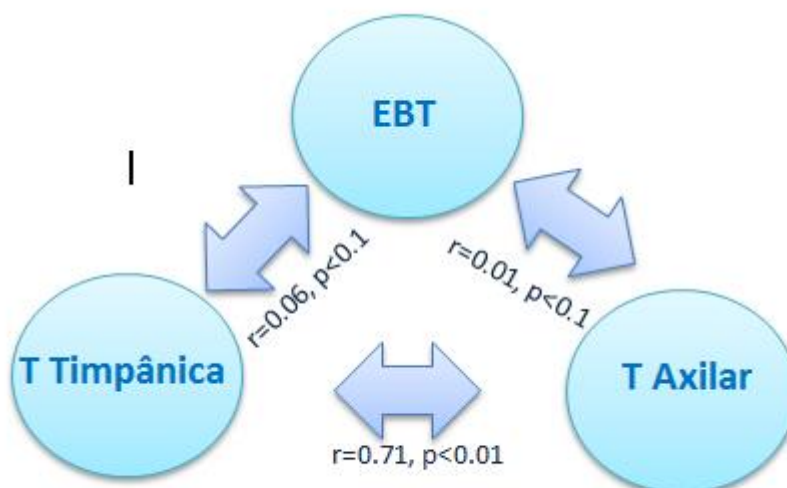 EBT
r=0.06, p<0.1
r=0.01, p<0.1
T Timpânica
T Axilar
r=0.71, p<0.01